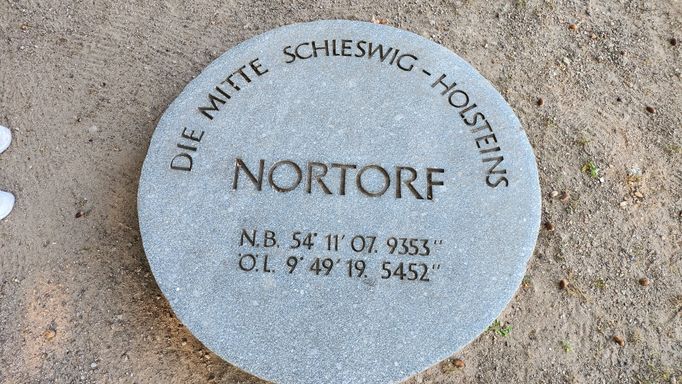 DIE MITTE SCHLESWIG-HOLSTEINS
NORTORF
N.B. 54° 11' 07. 9353"
Ö.L. 9° 49' 19. 5452"